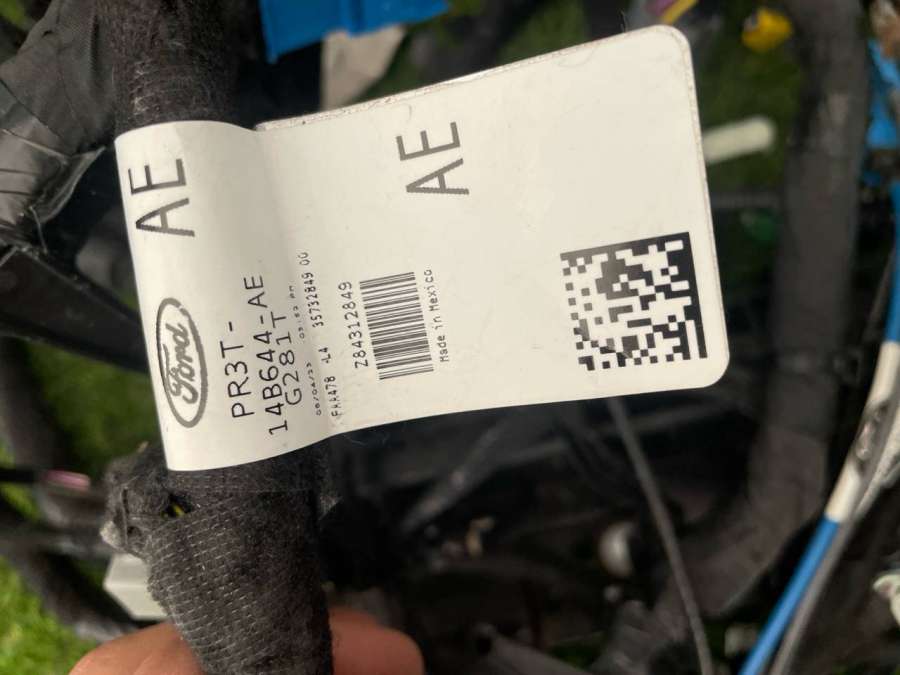 AE
Ford
PR3T-
14B644-AE
G281T
FAA478 -L4 35732849 00
Z84312849
Made in Mexico
AE